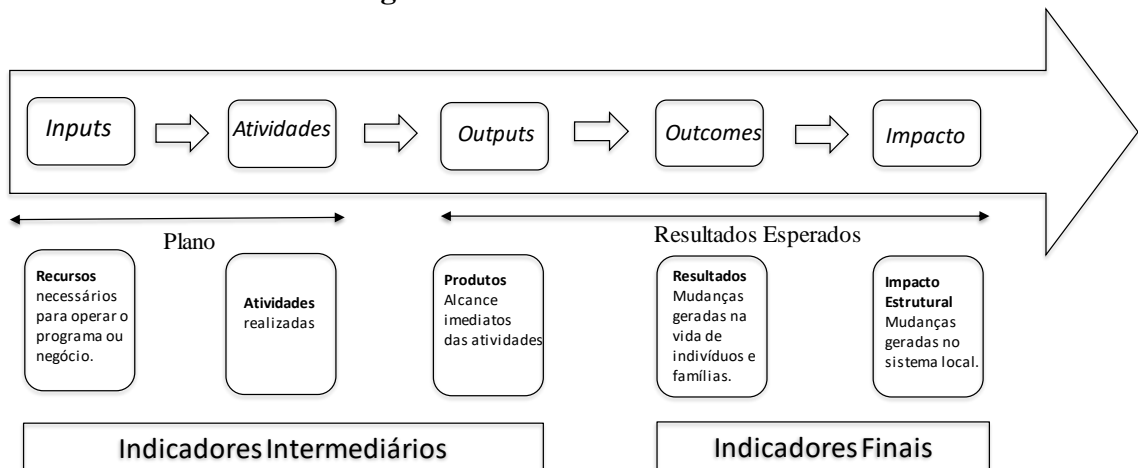 Inputs
Atividades
Outputs
Outcomes
Impacto
Plano
Resultados Esperados
Recursos
necessários
para operar o
programa ou
negócio.
Atividades
realizadas
Produtos
Alcance
imediatos
das atividades
Resultados
Mudanças
geradas na
vida de
indivíduos e
famílias.
Impacto
Estrutural
Mudanças
geradas no
sistema local.
Indicadores Intermediários
Indicadores Finais